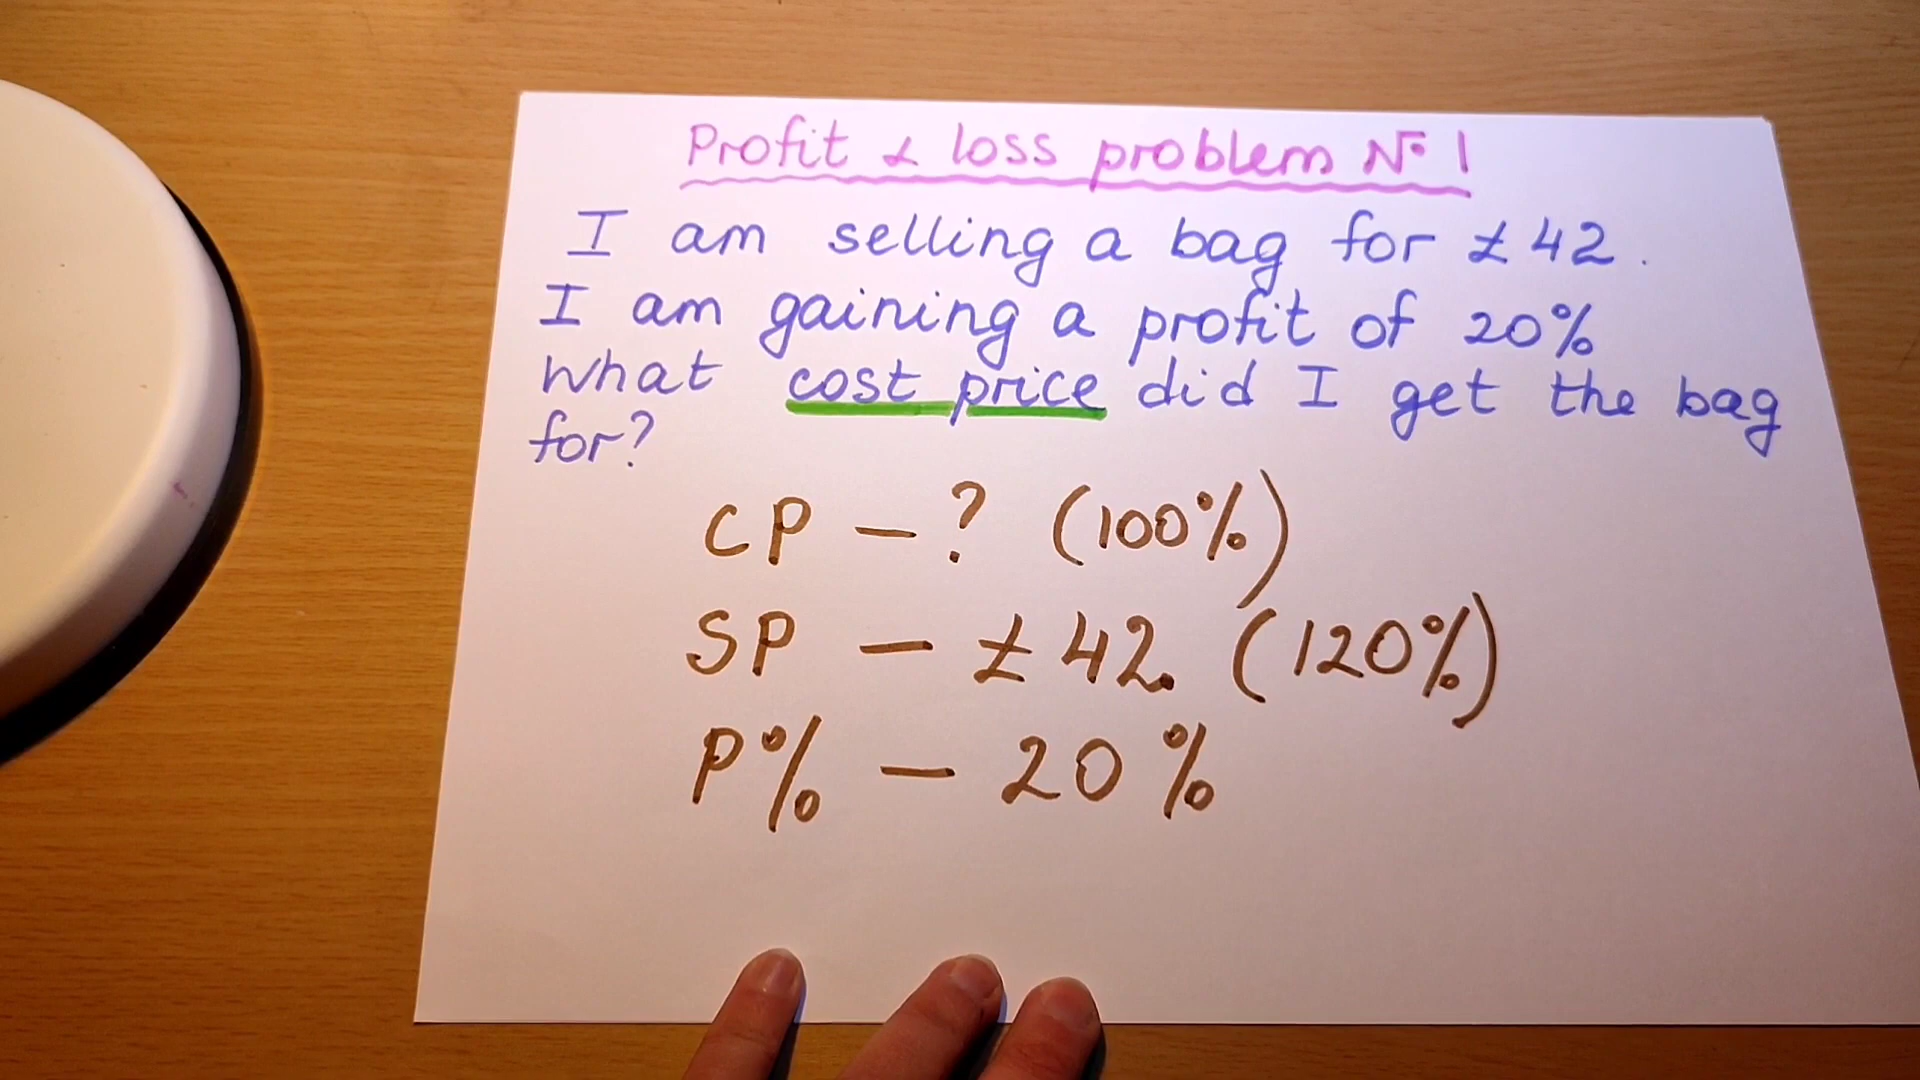 Profit & loss problem № 1
I am selling a bag for £42.
I am gaining a profit of 20%
What cost price did I get the bag
for?
CP – ? (100%)
SP – £42. (120%)
P% – 20%